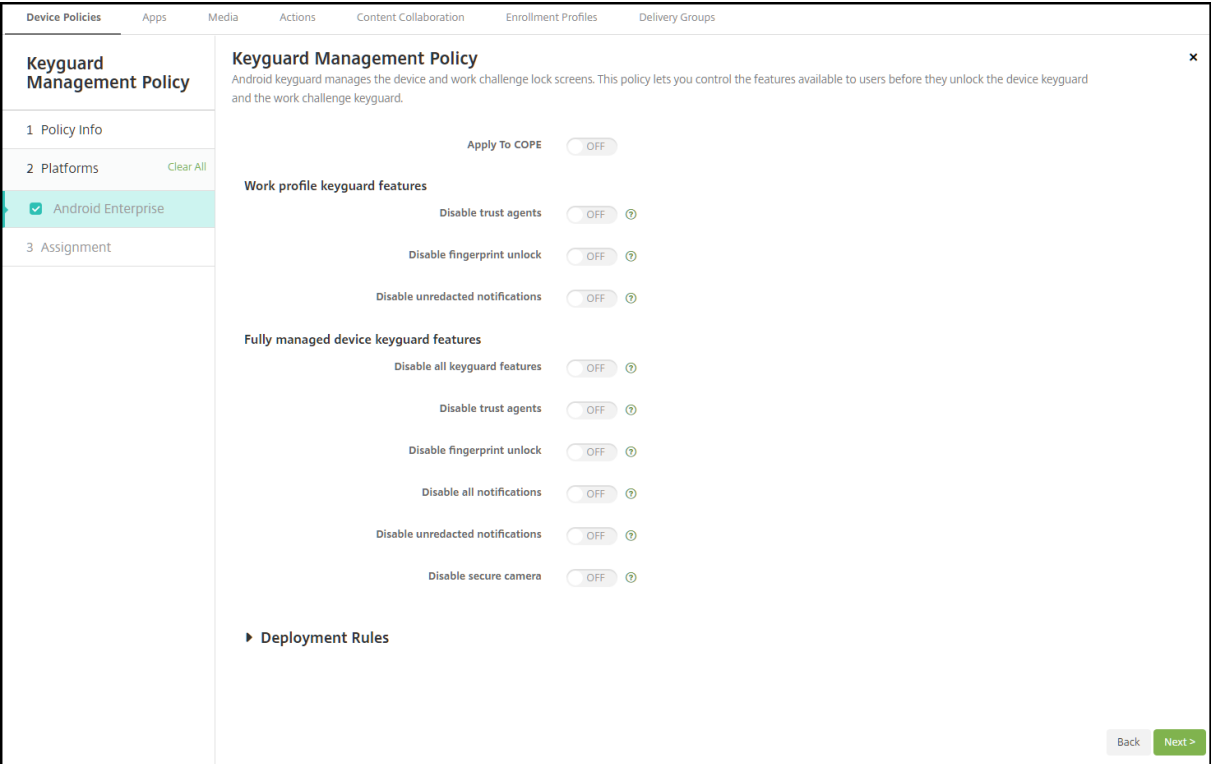 Device Policies Apps Media Actions Content Collaboration Enrollment Profiles Delivery Groups
Keyguard
Management Policy
1 Policy Info
2 Platforms Clear All
Android Enterprise
3 Assignment
Keyguard Management Policy
×
Android keyguard manages the device and work challenge lock screens. This policy lets you control the features available to users before they unlock the device keyguard
and the work challenge keyguard.
Apply To COPE OFF
Work profile keyguard features
Disable trust agents OFF ?
Disable fingerprint unlock OFF ?
Disable unredacted notifications OFF ?
Fully managed device keyguard features
Disable all keyguard features OFF ?
Disable trust agents OFF ?
Disable fingerprint unlock OFF ?
Disable all notifications OFF ?
Disable unredacted notifications OFF ?
Disable secure camera OFF ?
Deployment Rules
Back Next >